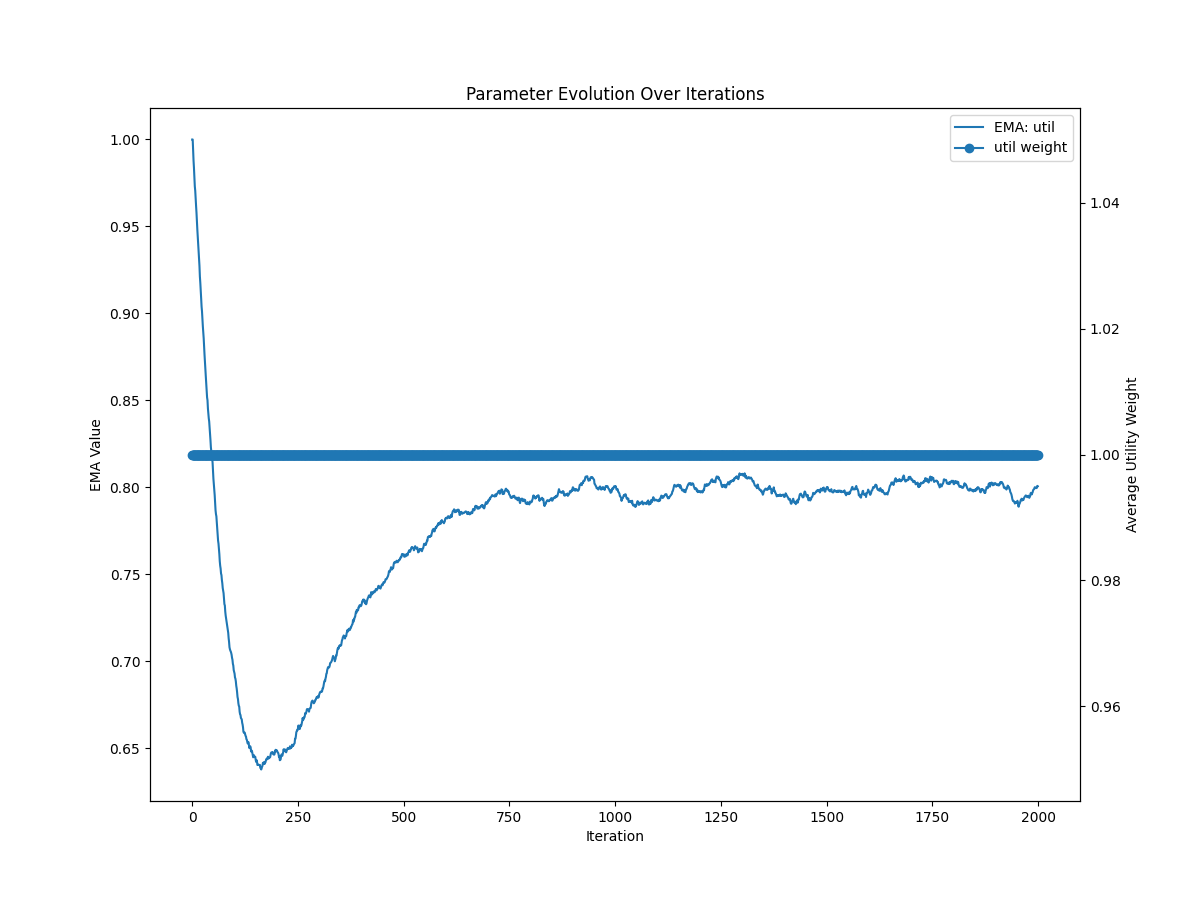 Parameter Evolution Over Iterations
EMA: util
util weight
1.00
0.95
0.90
0.85
0.80
0.75
0.70
0.65
EMA Value
1.04
1.02
1.00
0.98
0.96
Average Utility Weight
0 250 500 750 1000 1250 1500 1750 2000
Iteration